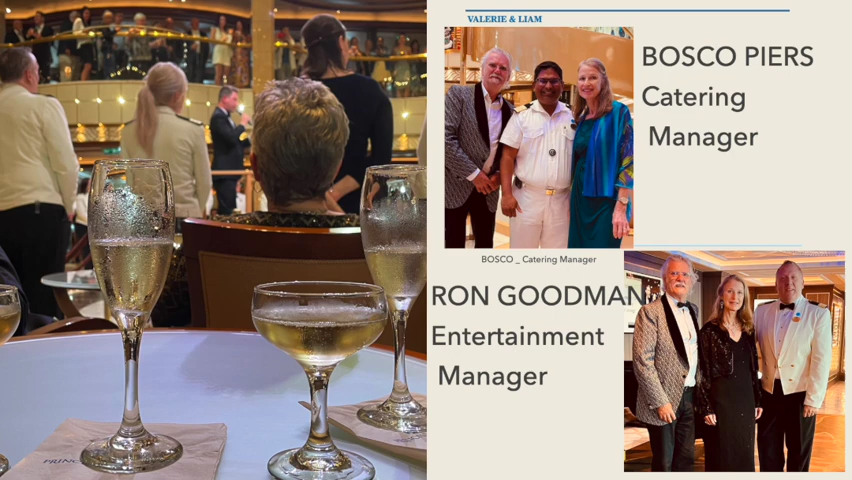 VALERIE & LIAM
BOSCO PIERS
Catering
Manager
BOSCO _ Catering Manager
RON GOODMAN
Entertainment
Manager